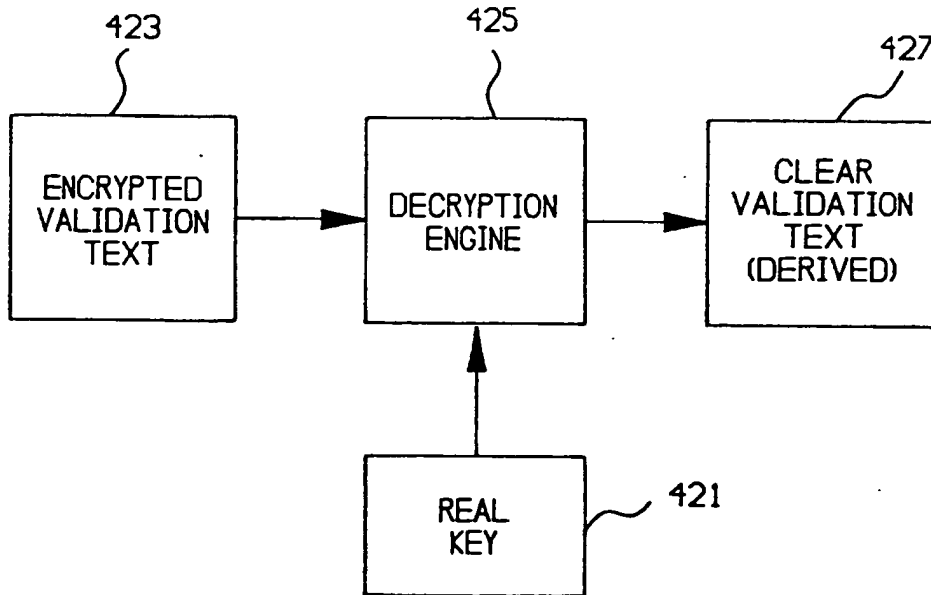 423
425
427
ENCRYPTED
VALIDATION
TEXT
DECRYPTION
ENGINE
CLEAR
VALIDATION
TEXT
(DERIVED)
REAL
KEY
421